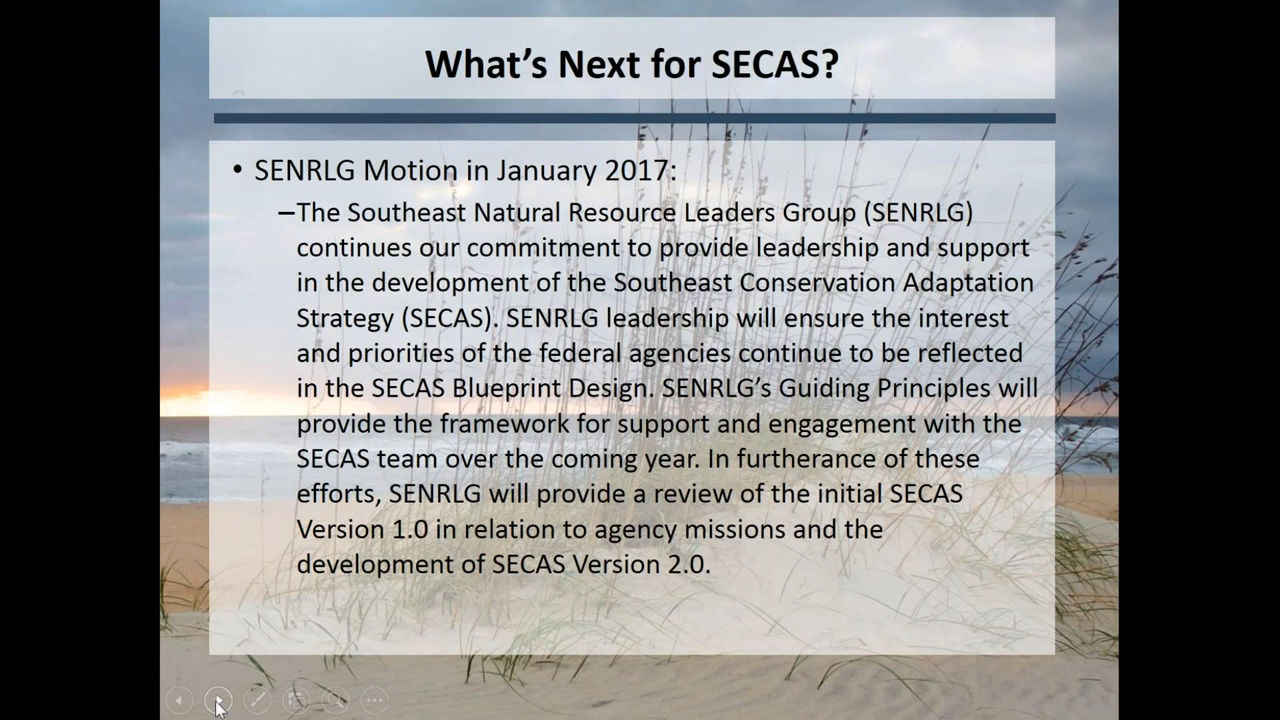 What's Next for SECAS?
• SENRLG Motion in January 2017:
–The Southeast Natural Resource Leaders Group (SENRLG)
continues our commitment to provide leadership and support
in the development of the Southeast Conservation Adaptation
Strategy (SECAS). SENRLG leadership will ensure the interest
and priorities of the federal agencies continue to be reflected
in the SECAS Blueprint Design. SENRLG's Guiding Principles will
provide the framework for support and engagement with the
SECAS team over the coming year. In furtherance of these
efforts, SENRLG will provide a review of the initial SECAS
Version 1.0 in relation to agency missions and the
development of SECAS Version 2.0.